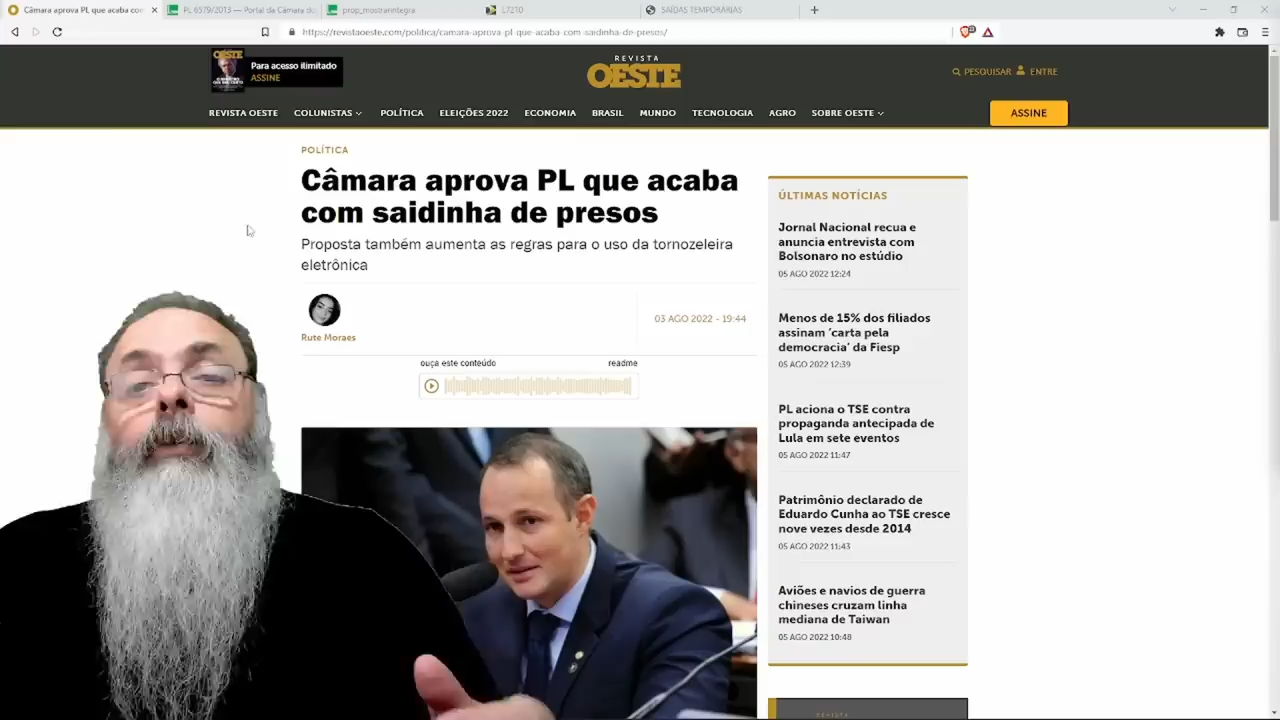 Câmara aprova PL que acaba co
PL 6579/2013 — Portal da Câmara do
prop_mostrarintegra
L7210
SAÍDAS TEMPORÁRIAS
https://revistaoeste.com/politica/camara-aprova-pl-que-acaba-com-saidinha-de-presos/
OESTE
Para acesso ilimitado
ASSINE
REVISTA
OESTE
PESQUISAR
ENTRE
REVISTA OESTE
COLUNISTAS
POLÍTICA
ELEIÇÕES 2022
ECONOMIA
BRASIL
MUNDO
TECNOLOGIA
AGRO
SOBRE OESTE
ASSINE
POLÍTICA
Câmara aprova PL que acaba
com saidinha de presos
Proposta também aumenta as regras para o uso da tornozeleira
eletrônica
Rute Moraes
03 AGO 2022 - 19:44
ouça este conteúdo
readme
ÚLTIMAS NOTÍCIAS
Jornal Nacional recua e
anuncia entrevista com
Bolsonaro no estúdio
05 AGO 2022 12:24
Menos de 15% dos filiados
assinam ‘carta pela
democracia’ da Fiesp
05 AGO 2022 12:39
PL aciona o TSE contra
propaganda antecipada de
Lula em sete eventos
05 AGO 2022 11:47
Patrimônio declarado de
Eduardo Cunha ao TSE cresce
nove vezes desde 2014
05 AGO 2022 11:43
Aviões e navios de guerra
chineses cruzam linha
mediana de Taiwan
05 AGO 2022 10:48
REVISTA